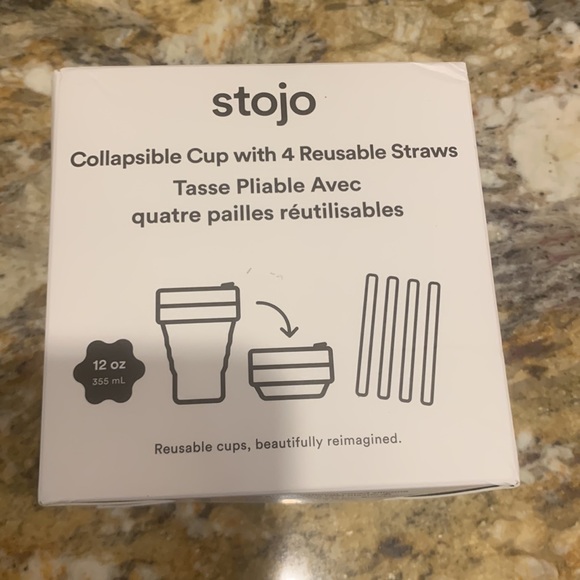 stojo
Collapsible Cup with 4 Reusable Straws
Tasse Pliable Avec
quatre pailles réutilisables
12 oz
355 mL
Reusable cups, beautifully reimagined.